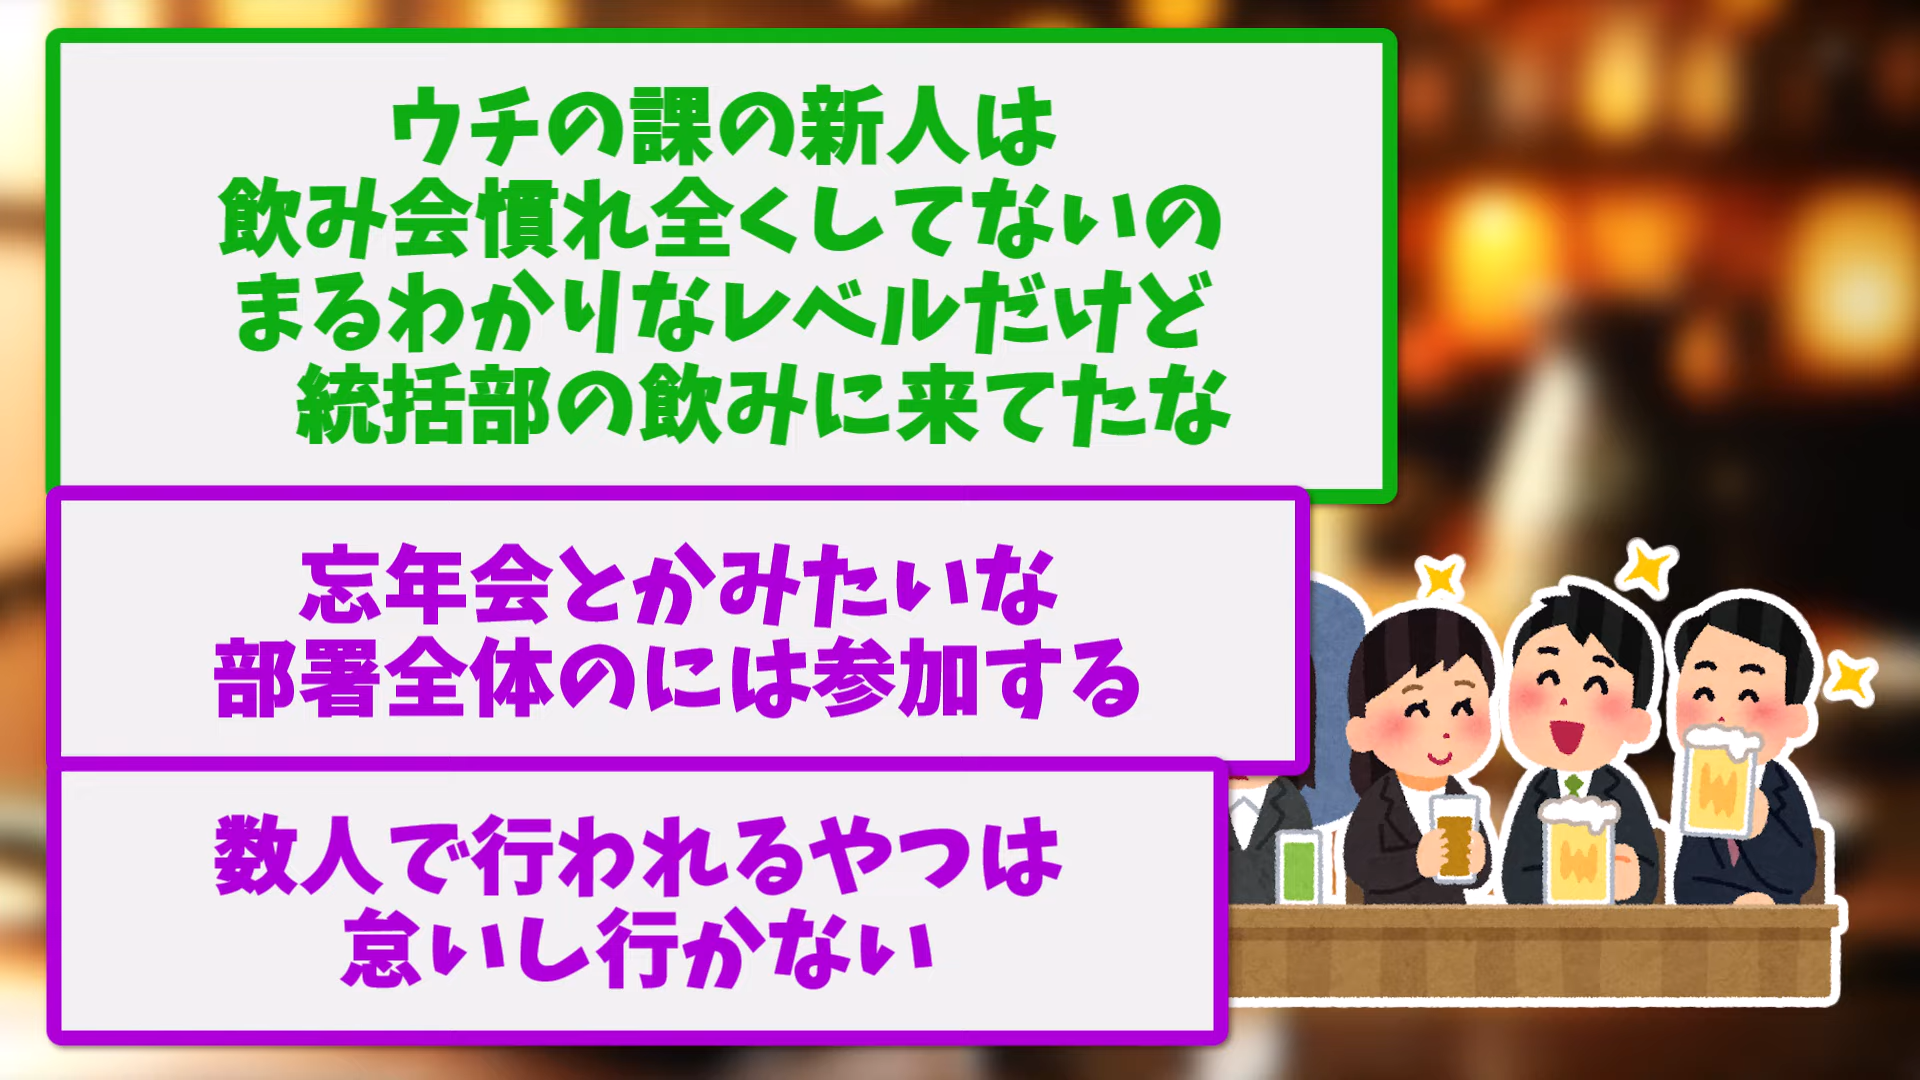 ウチの課の新人は
飲み会慣れ全くしてないの
まるわかりなレベルだけど
統括部の飲みに来てたな
忘年会とかみたいな
部署全体のには参加する
数人で行われるやつは
怠いし行かない